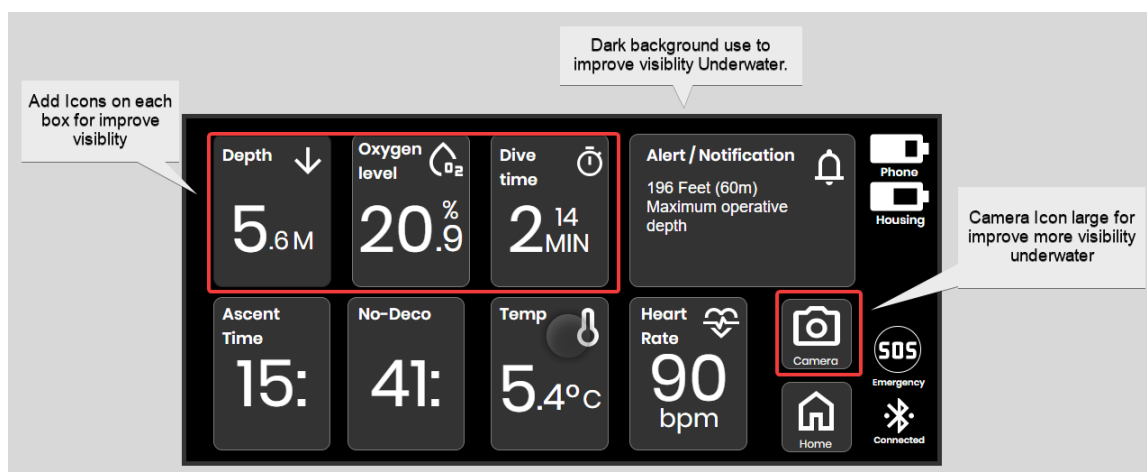 Dark background use to
improve visiblity Underwater.
Add Icons on each
box for improve
visiblity
Depth
5.6M
Oxygen
level
O2
20.9
%
Dive
time
2
14
MIN
Alert / Notification
196 Feet (60m)
Maximum operative
depth
Phone
Housing
Camera Icon large for
improve more visibility
underwater
Ascent
Time
15:
No-Deco
41:
Temp
5.4°C
Heart
Rate
90
bpm
Camera
Home
SOS
Emergency
Connected